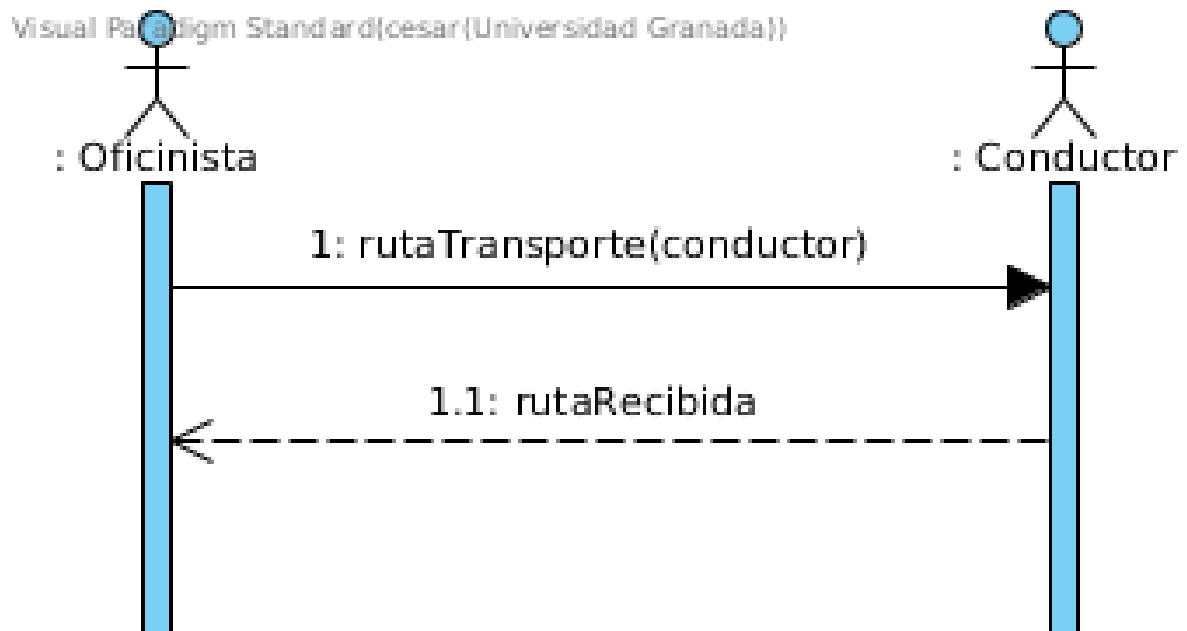 Visual Paradigm Standard(cesar(Universidad Granada))
: Oficinista
: Conductor
1: rutaTransporte(conductor)
1.1: rutaRecibida